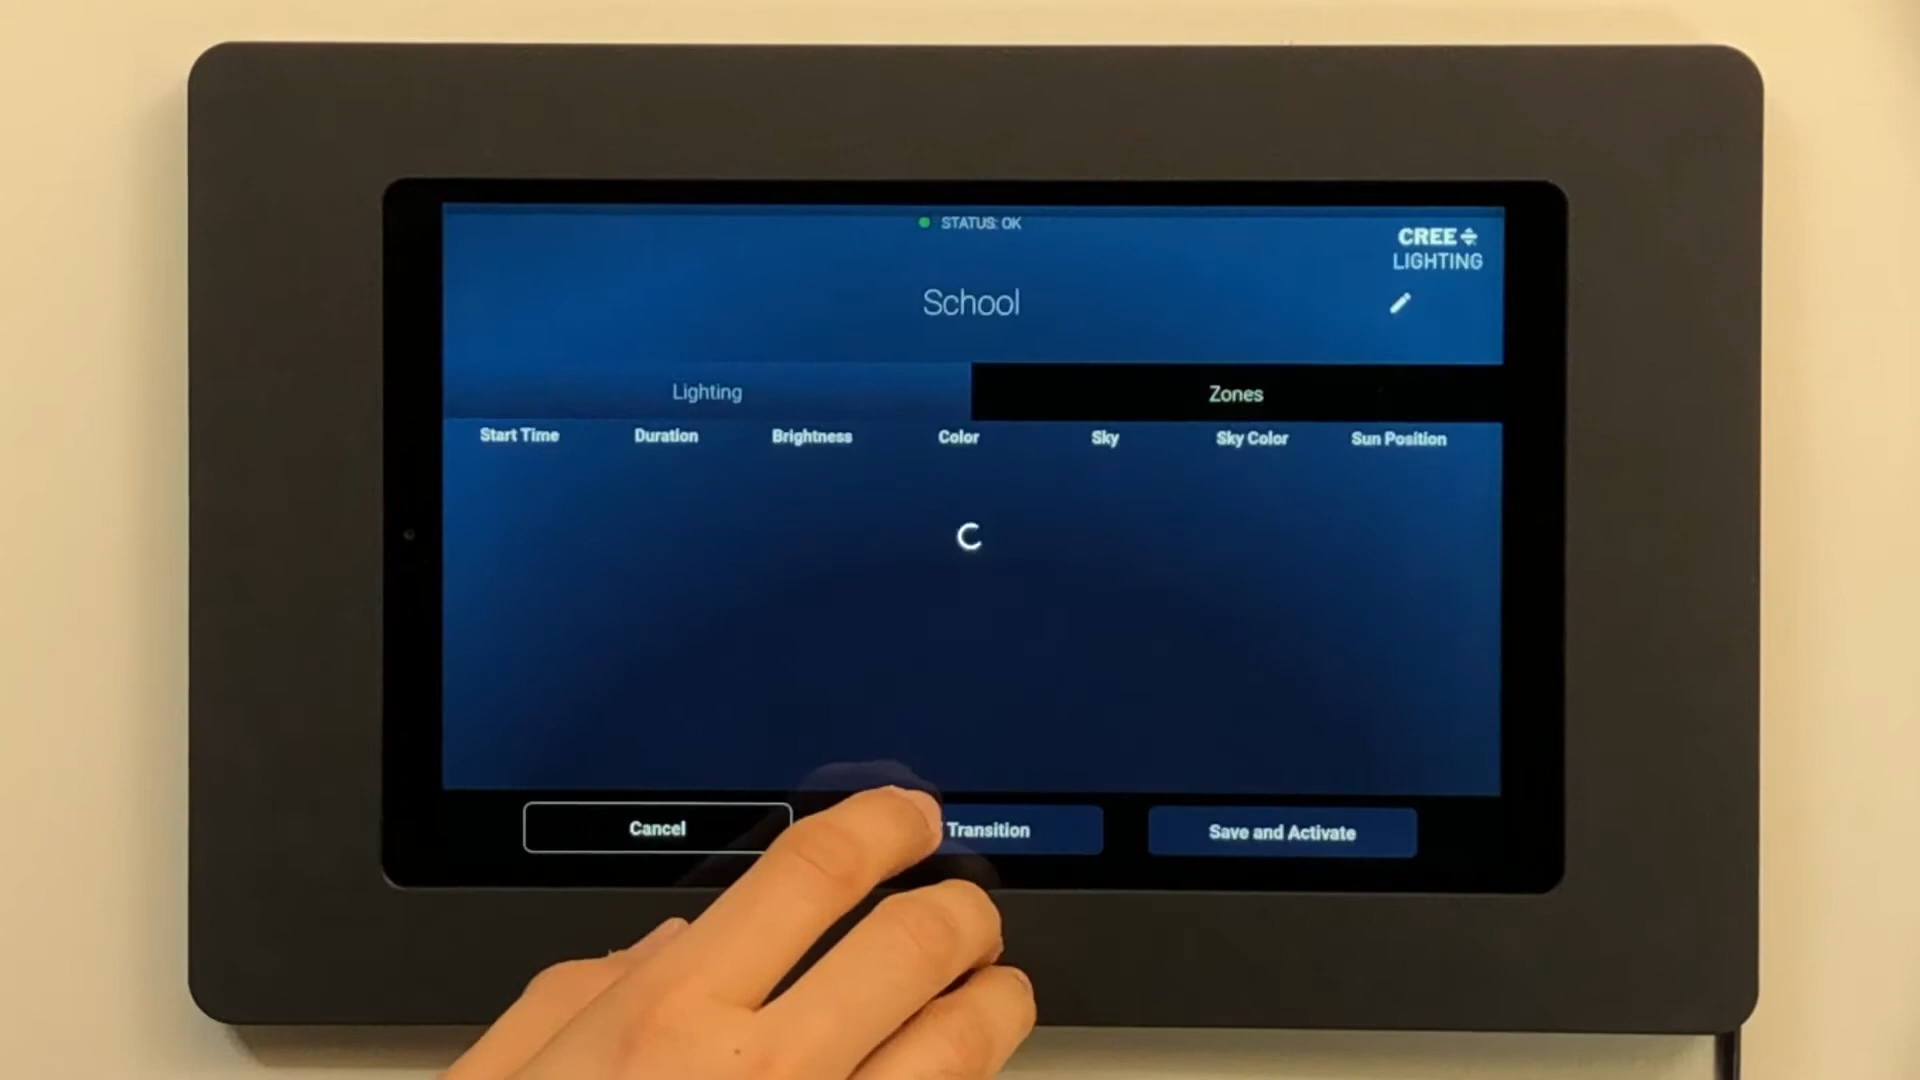 STATUS: OK
CREE
LIGHTING
School
Lighting
Zones
Start Time
Duration
Brightness
Color
Sky
Sky Color
Sun Position
Cancel
Transition
Save and Activate